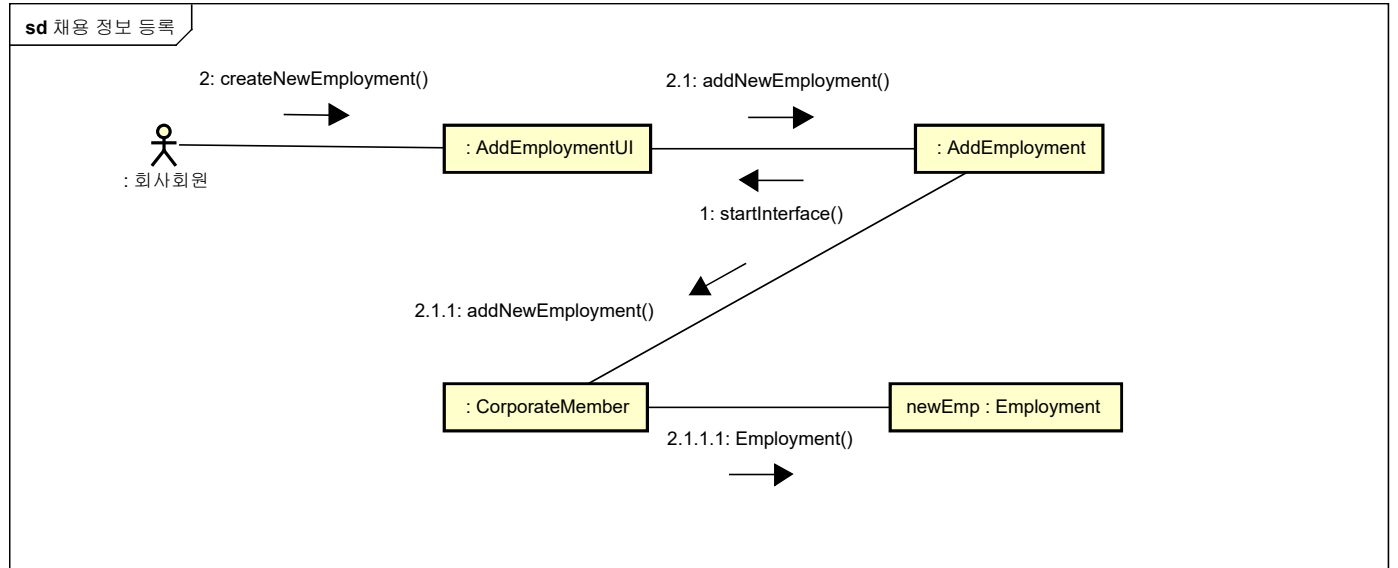 sd 채용 정보 등록
2: createNewEmployment()
2.1: addNewEmployment()
: AddEmploymentUI
: AddEmployment
: 회사회원
1: startInterface()
2.1.1: addNewEmployment()
: CorporateMember
newEmp : Employment
2.1.1.1: Employment()